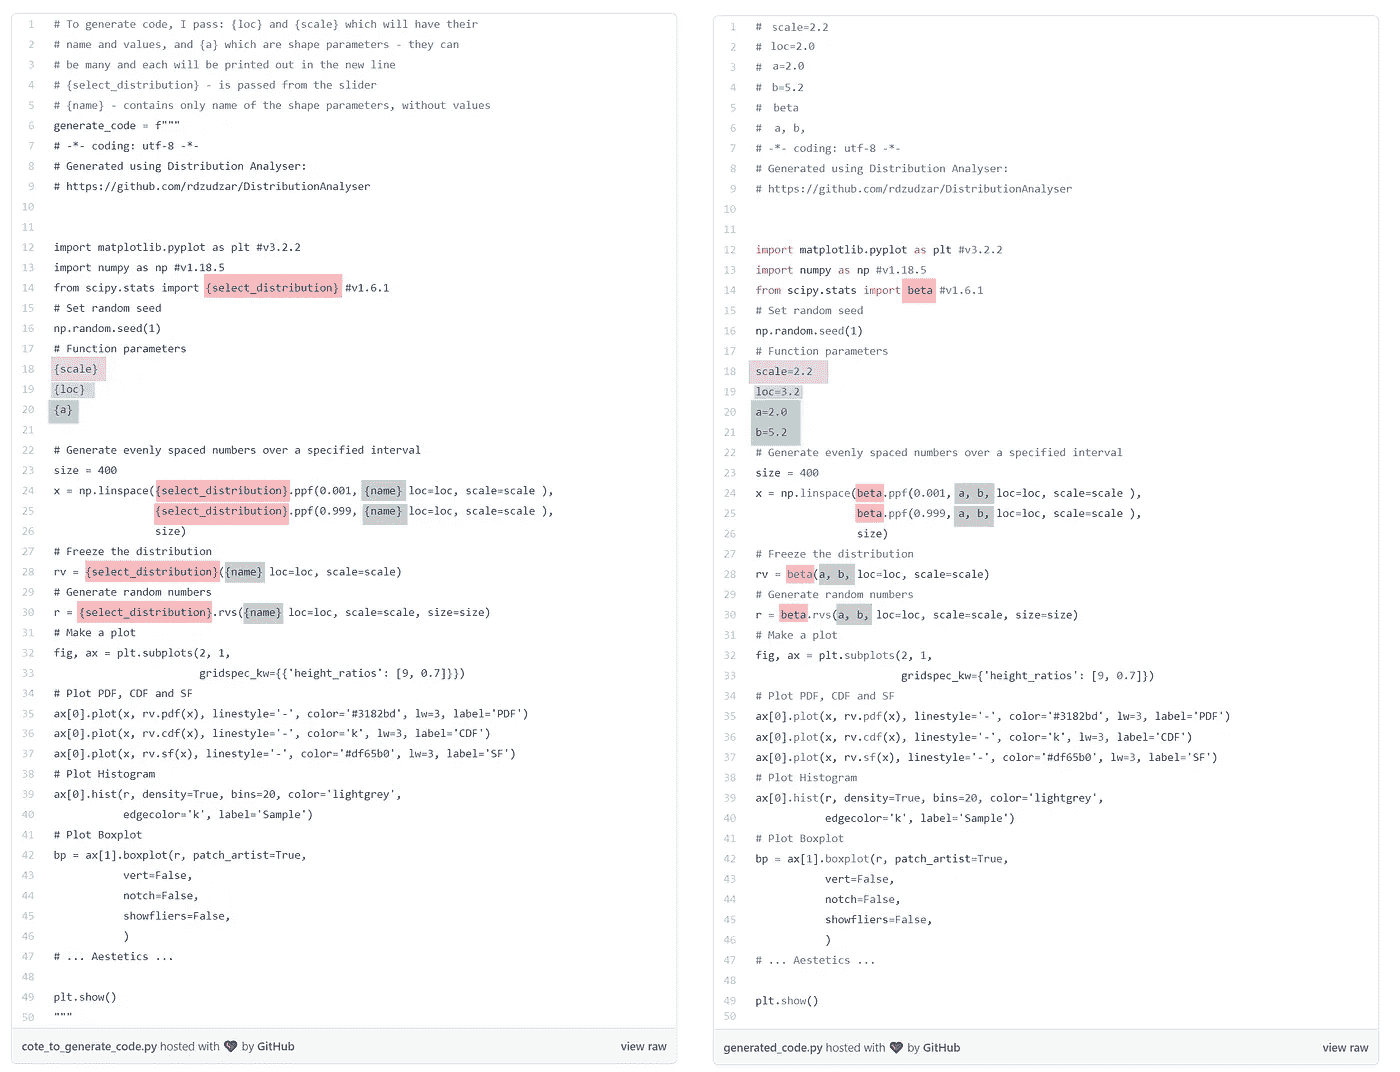 1 # To generate code, I pass: {loc} and {scale} which will have their
2 # name and values, and {a} which are shape parameters - they can
3 # be many and each will be printed out in the new line
4 # {select_distribution} - is passed from the slider
5 # {name} - contains only name of the shape parameters, without values
6 generate_code = f"""
7 # -*- coding: utf-8 -*-
8 # Generated using Distribution Analyser:
9 # https://github.com/rdzudzar/DistributionAnalyser
10
11
12 import matplotlib.pyplot as plt #v3.2.2
13 import numpy as np #v1.18.5
14 from scipy.stats import {select_distribution} #v1.6.1
15 # Set random seed
16 np.random.seed(1)
17 # Function parameters
18 {scale}
19 {loc}
20 {a}
21
22 # Generate evenly spaced numbers over a specified interval
23 size = 400
24 x = np.linspace({select_distribution}.ppf(0.001, {name} loc=loc, scale=scale ),
25 {select_distribution}.ppf(0.999, {name} loc=loc, scale=scale ),
26 size)
27 # Freeze the distribution
28 rv = {select_distribution}({name} loc=loc, scale=scale)
29 # Generate random numbers
30 r = {select_distribution}.rvs({name} loc=loc, scale=scale, size=size)
31 # Make a plot
32 fig, ax = plt.subplots(2, 1,
33 gridspec_kw={{'height_ratios': [9, 0.7]}})
34 # Plot PDF, CDF and SF
35 ax[0].plot(x, rv.pdf(x), linestyle='-', color='#3182bd', lw=3, label='PDF')
36 ax[0].plot(x, rv.cdf(x), linestyle='-', color='k', lw=3, label='CDF')
37 ax[0].plot(x, rv.sf(x), linestyle='-', color='#df65b0', lw=3, label='SF')
38 # Plot Histogram
39 ax[0].hist(r, density=True, bins=20, color='lightgrey',
40 edgecolor='k', label='Sample')
41 # Plot Boxplot
42 bp = ax[1].boxplot(r, patch_artist=True,
43 vert=False,
44 notch=False,
45 showfliers=False,
46 )
47 # ... Aestetics ...
48
49 plt.show()
50 """
cote_to_generate_code.py hosted with ❤ by GitHub view raw
1 # scale=2.2
2 # loc=2.0
3 # a=2.0
4 # b=5.2
5 # beta
6 # a, b,
7 # -*- coding: utf-8 -*-
8 # Generated using Distribution Analyser:
9 # https://github.com/rdzudzar/DistributionAnalyser
10
11
12 import matplotlib.pyplot as plt #v3.2.2
13 import numpy as np #v1.18.5
14 from scipy.stats import beta #v1.6.1
15 # Set random seed
16 np.random.seed(1)
17 # Function parameters
18 scale=2.2
19 loc=3.2
20 a=2.0
21 b=5.2
22 # Generate evenly spaced numbers over a specified interval
23 size = 400
24 x = np.linspace(beta.ppf(0.001, a, b, loc=loc, scale=scale ),
25 beta.ppf(0.999, a, b, loc=loc, scale=scale ),
26 size)
27 # Freeze the distribution
28 rv = beta(a, b, loc=loc, scale=scale)
29 # Generate random numbers
30 r = beta.rvs(a, b, loc=loc, scale=scale, size=size)
31 # Make a plot
32 fig, ax = plt.subplots(2, 1,
33 gridspec_kw={'height_ratios': [9, 0.7]})
34 # Plot PDF, CDF and SF
35 ax[0].plot(x, rv.pdf(x), linestyle='-', color='#3182bd', lw=3, label='PDF')
36 ax[0].plot(x, rv.cdf(x), linestyle='-', color='k', lw=3, label='CDF')
37 ax[0].plot(x, rv.sf(x), linestyle='-', color='#df65b0', lw=3, label='SF')
38 # Plot Histogram
39 ax[0].hist(r, density=True, bins=20, color='lightgrey',
40 edgecolor='k', label='Sample')
41 # Plot Boxplot
42 bp = ax[1].boxplot(r, patch_artist=True,
43 vert=False,
44 notch=False,
45 showfliers=False,
46 )
47 # ... Aestetics ...
48
49 plt.show()
50
generated_code.py hosted with ❤ by GitHub view raw